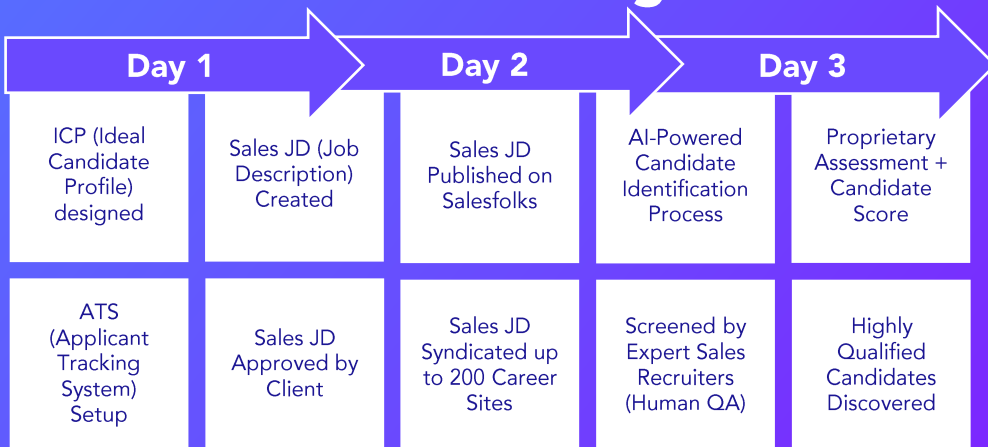 Day 1
Day 2
Day 3
ICP (Ideal
Candidate
Profile)
designed
Sales JD (Job
Description)
Created
Sales JD
Published on
Salesfolks
AI-Powered
Candidate
Identification
Process
Proprietary
Assessment +
Candidate
Score
ATS
(Applicant
Tracking
System)
Setup
Sales JD
Approved by
Client
Sales JD
Syndicated up
to 200 Career
Sites
Screened by
Expert Sales
Recruiters
(Human QA)
Highly
Qualified
Candidates
Discovered